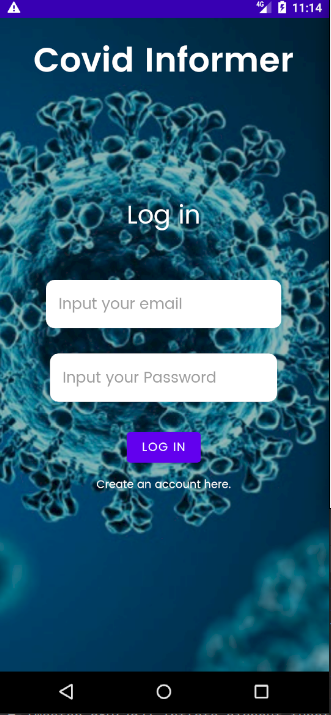 4G 11:14
Covid Informer
Log in
Input your email
Input your Password
LOG IN
Create an account here.